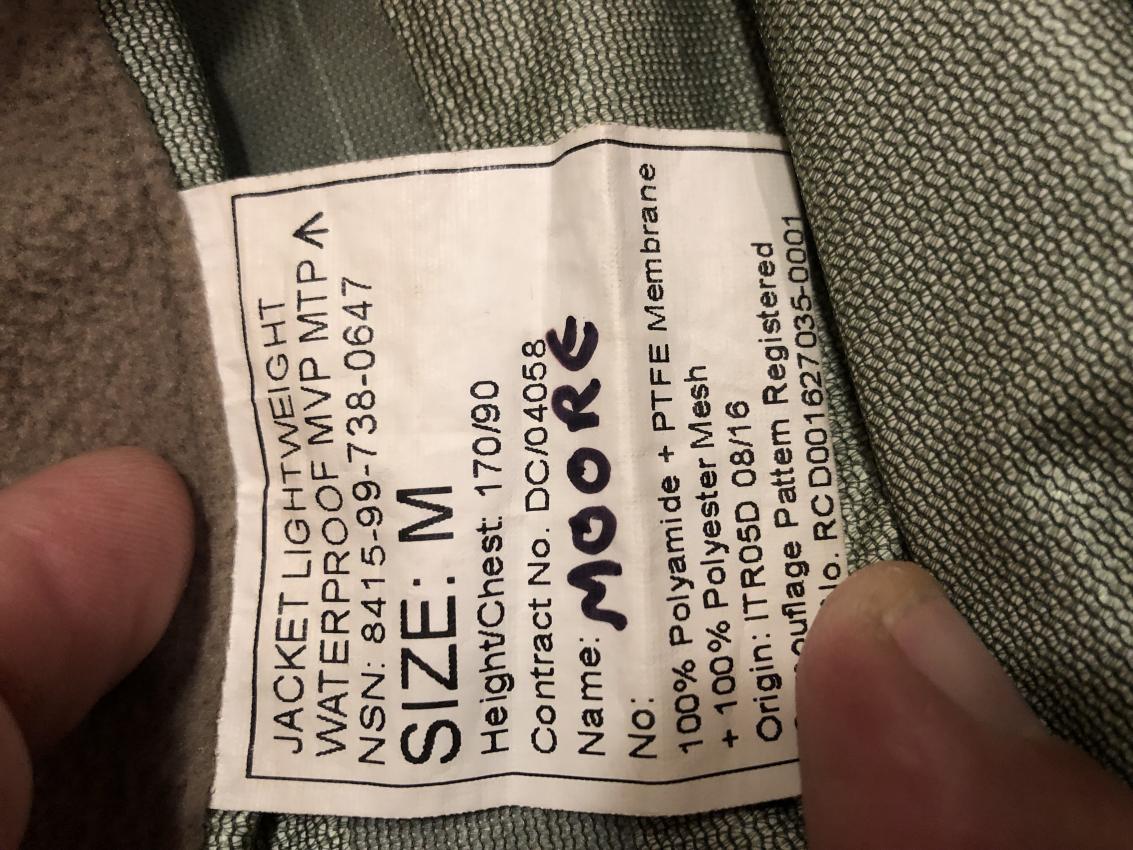 JACKET LIGHTWEIGHT
WATERPROOF MVP MTP ↑
NSN: 8415-99-738-0647
SIZE: M
Height/Chest: 170/90
Contract No. DC/04058
Name: MOORE
No:
100% Polyamide + PTFE Membrane
+ 100% Polyester Mesh
Origin: ITR05D 08/16
Pattern Registered
RCD001627035-0001